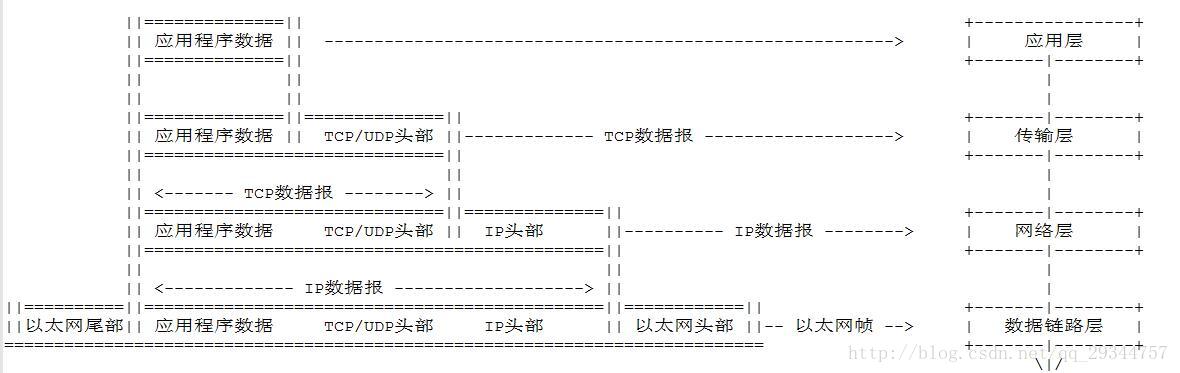 应用程序数据 应用层
应用程序数据 TCP/UDP头部 TCP数据报 传输层
TCP数据报
应用程序数据 TCP/UDP头部 IP头部 IP数据报 网络层
IP数据报
以太网尾部 应用程序数据 TCP/UDP头部 IP头部 以太网头部 以太网帧 数据链路层
http://blog.csdn.net/qq_29344757